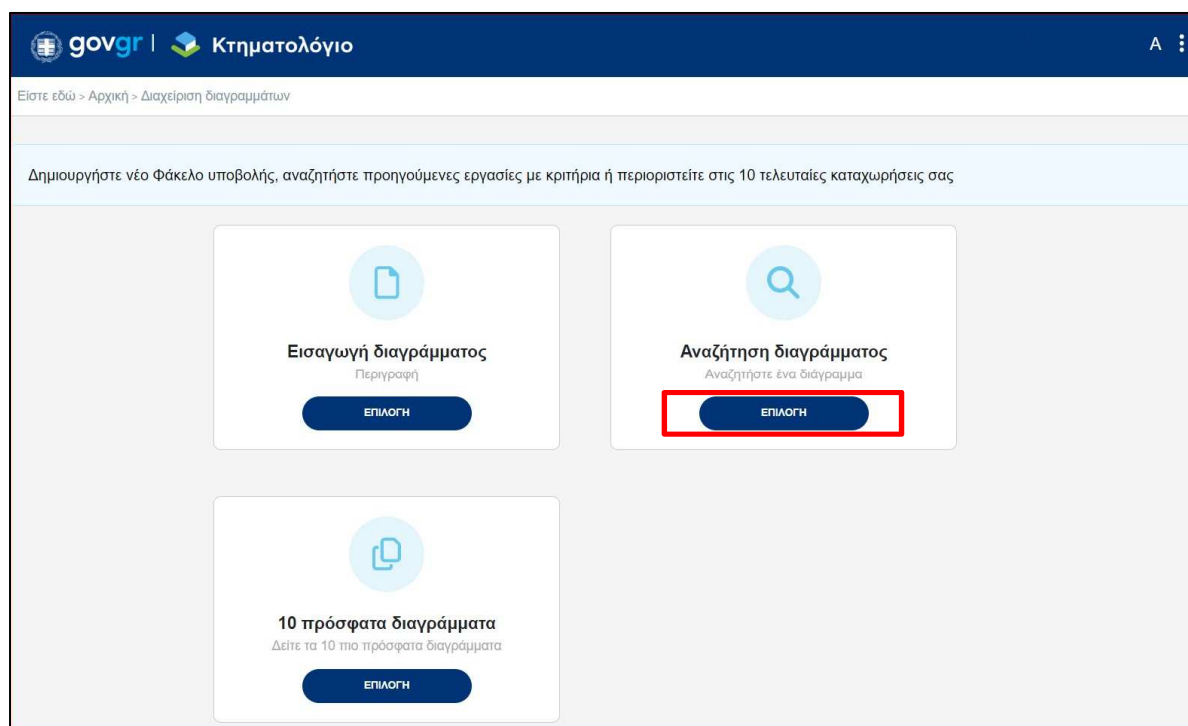 govgr | Κτηματολόγιο
A
Είστε εδώ > Αρχική > Διαχείριση διαγραμμάτων
Δημιουργήστε νέο Φάκελο υποβολής, αναζητήστε προηγούμενες εργασίες με κριτήρια ή περιοριστείτε στις 10 τελευταίες καταχωρήσεις σας
Εισαγωγή διαγράμματος
Περιγραφή
ΕΠΙΛΟΓΗ
Αναζήτηση διαγράμματος
Αναζητήστε ένα διάγραμμα
ΕΠΙΛΟΓΗ
10 πρόσφατα διαγράμματα
Δείτε τα 10 πιο πρόσφατα διαγράμματα
ΕΠΙΛΟΓΗ